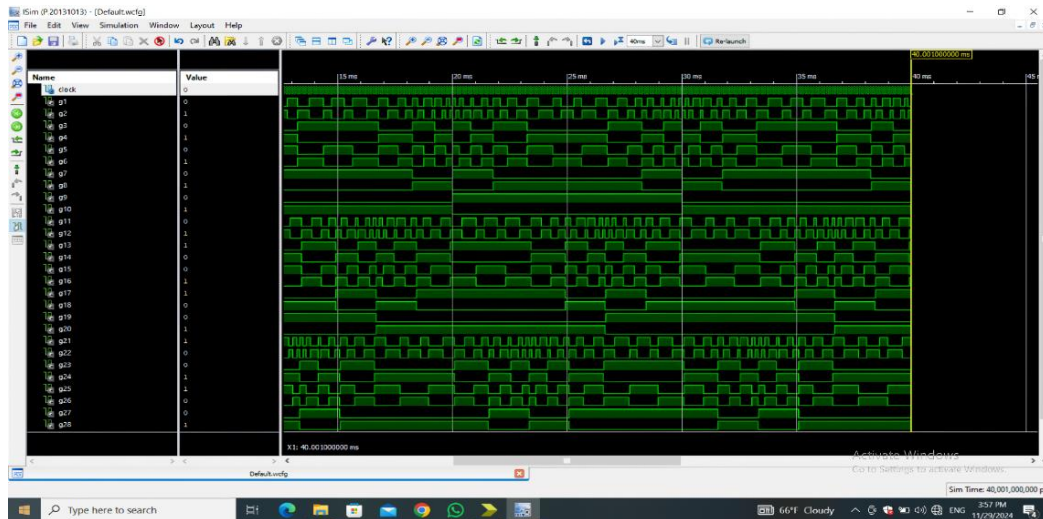 ISim (P.20131013) - [Default.wcfg]
File Edit View Simulation Window Layout Help
40ms Re-launch
40.001000000 ms
Name Value
15 ms 20 ms 25 ms 30 ms 35 ms 40 ms 45
clock 0
g1 0
g2 1
g3 0
g4 1
g5 0
g6 1
g7 0
g8 1
g9 0
g10 1
g11 0
g12 1
g13 1
g14 0
g15 0
g16 1
g17 1
g18 0
g19 0
g20 1
g21 1
g22 0
g23 0
g24 1
g25 1
g26 0
g27 0
g28 1
X1: 40.001000000 ms
Default.wcfg
Activate Windows
Go to Settings to activate Windows.
Sim Time: 40,001,000,000 p
Type here to search
66°F Cloudy
ENG
3:57 PM
11/29/2024